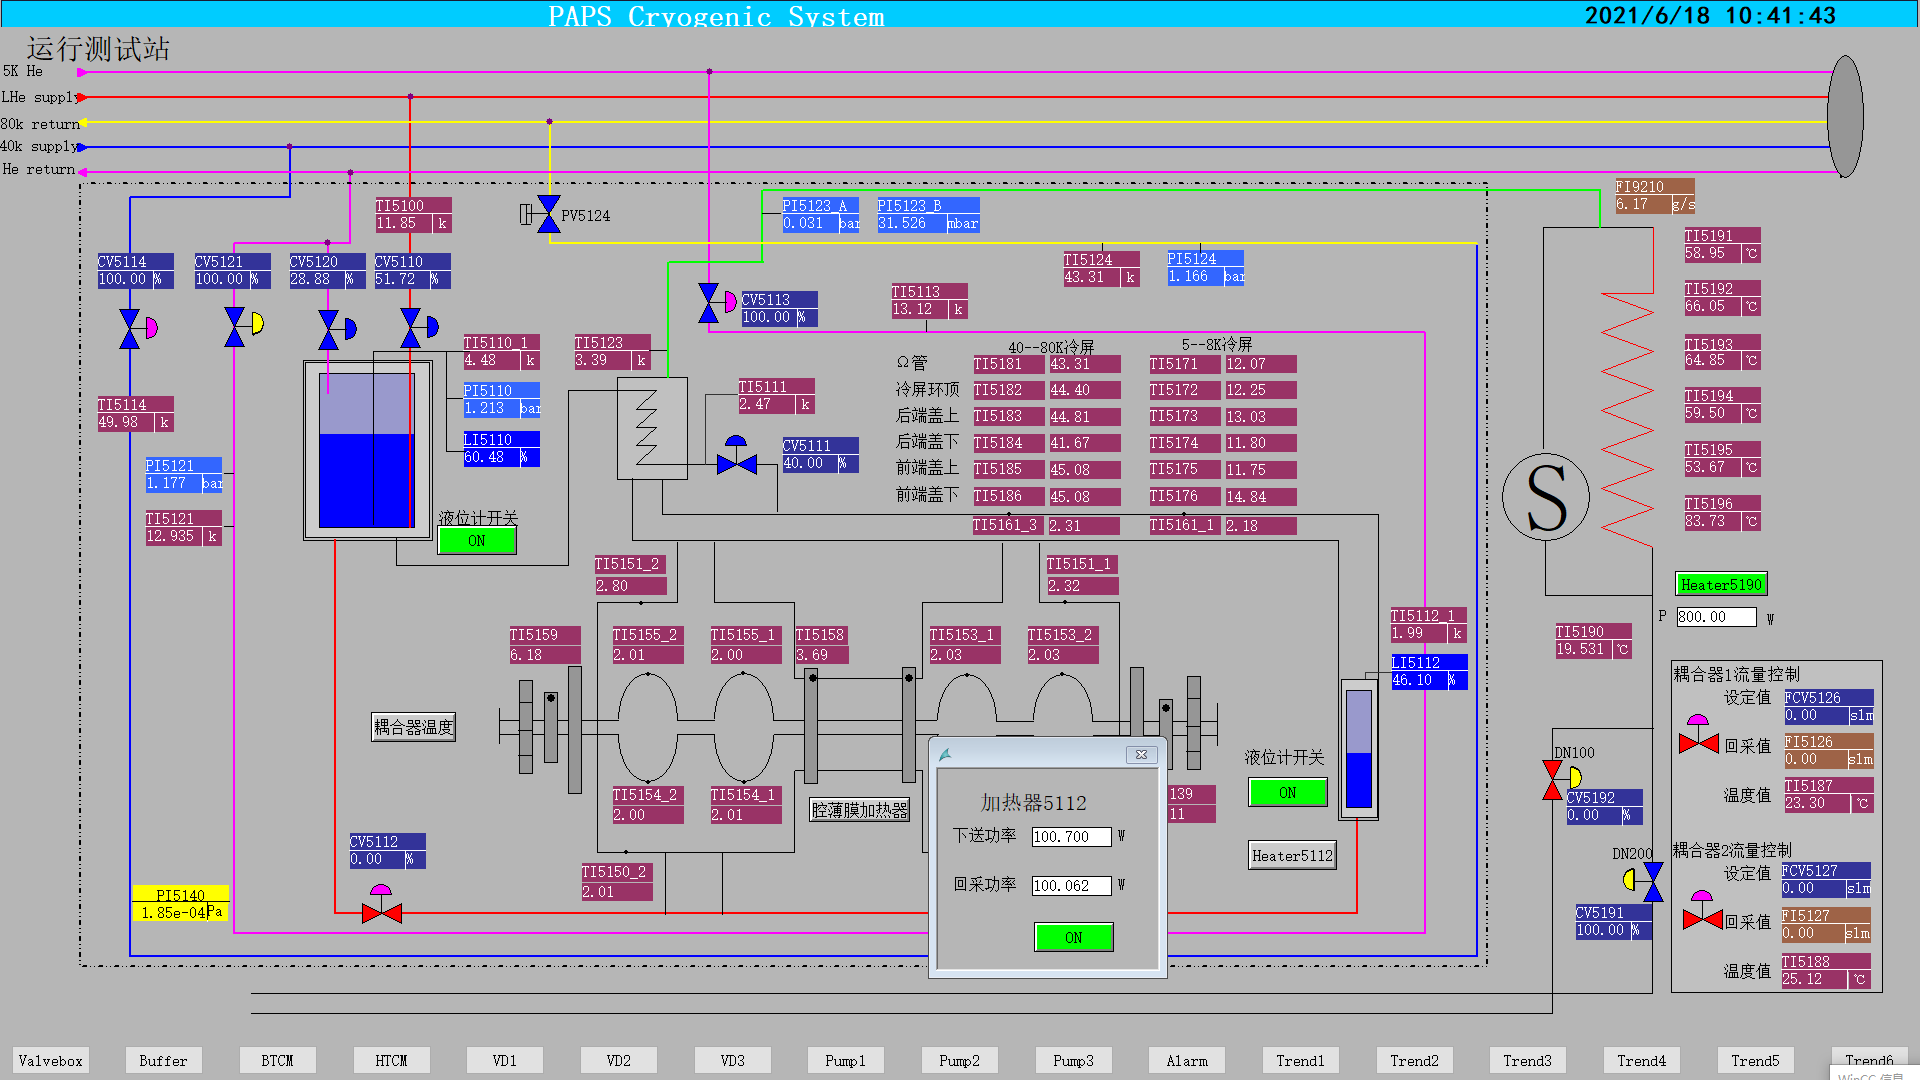 PAPS Cryogenic System
2021/6/18 10:41:43
运行测试站
5K He
LHe supply
80k return
40k supply
He return
TI5100
11.85 k
PV5124
PI5123_A
0.031 bar
PI5123_B
31.526 mbar
FI9210
6.17 g/s
CV5114
100.00 %
CV5121
100.00 %
CV5120
28.88 %
CV5110
51.72 %
TI5124
43.31 k
PI5124
1.166 bar
TI5191
58.95 ℃
TI5192
66.05 ℃
TI5193
64.85 ℃
TI5194
59.50 ℃
TI5195
53.67 ℃
TI5196
83.73 ℃
CV5113
100.00 %
TI5113
13.12 k
TI5110_1
4.48 k
TI5123
3.39 k
PI5110
1.213 bar
LI5110
60.48 %
TI5111
2.47 k
CV5111
40.00 %
TI5114
49.98 k
PI5121
1.177 bar
TI5121
12.935 k
液位计开关
ON
40--80K冷屏
5--8K冷屏
Ω管 TI5181 43.31 TI5171 12.07
冷屏环顶 TI5182 44.40 TI5172 12.25
后端盖上 TI5183 44.81 TI5173 13.03
后端盖下 TI5184 41.67 TI5174 11.80
前端盖上 TI5185 45.08 TI5175 11.75
前端盖下 TI5186 45.08 TI5176 14.84
TI5161_3 2.31 TI5161_1 2.18
S
TI5151_2
2.80
TI5151_1
2.32
TI5159
6.18
TI5155_2
2.01
TI5155_1
2.00
TI5158
3.69
TI5153_1
2.03
TI5153_2
2.03
TI5112_1
1.99 k
LI5112
46.10 %
耦合器温度
TI5154_2
2.00
TI5154_1
2.01
腔薄膜加热器
139
11
液位计开关
ON
Heater5112
CV5112
0.00 %
TI5150_2
2.01
PI5140
1.85e-04 Pa
加热器5112
下送功率 100.700 W
回采功率 100.062 W
ON
Heater5190
P 800.00 W
TI5190
19.531 ℃
DN100
CV5192
0.00 %
DN200
CV5191
100.00 %
耦合器1流量控制
设定值 FCV5126
0.00 slm
回采值 FI5126
0.00 slm
温度值 TI5187
23.30 ℃
耦合器2流量控制
设定值 FCV5127
0.00 slm
回采值 FI5127
0.00 slm
温度值 TI5188
25.12 ℃
Valvebox Buffer BTCM HTCM VD1 VD2 VD3 Pump1 Pump2 Pump3 Alarm Trend1 Trend2 Trend3 Trend4 Trend5 Trend6
WinCC 信息